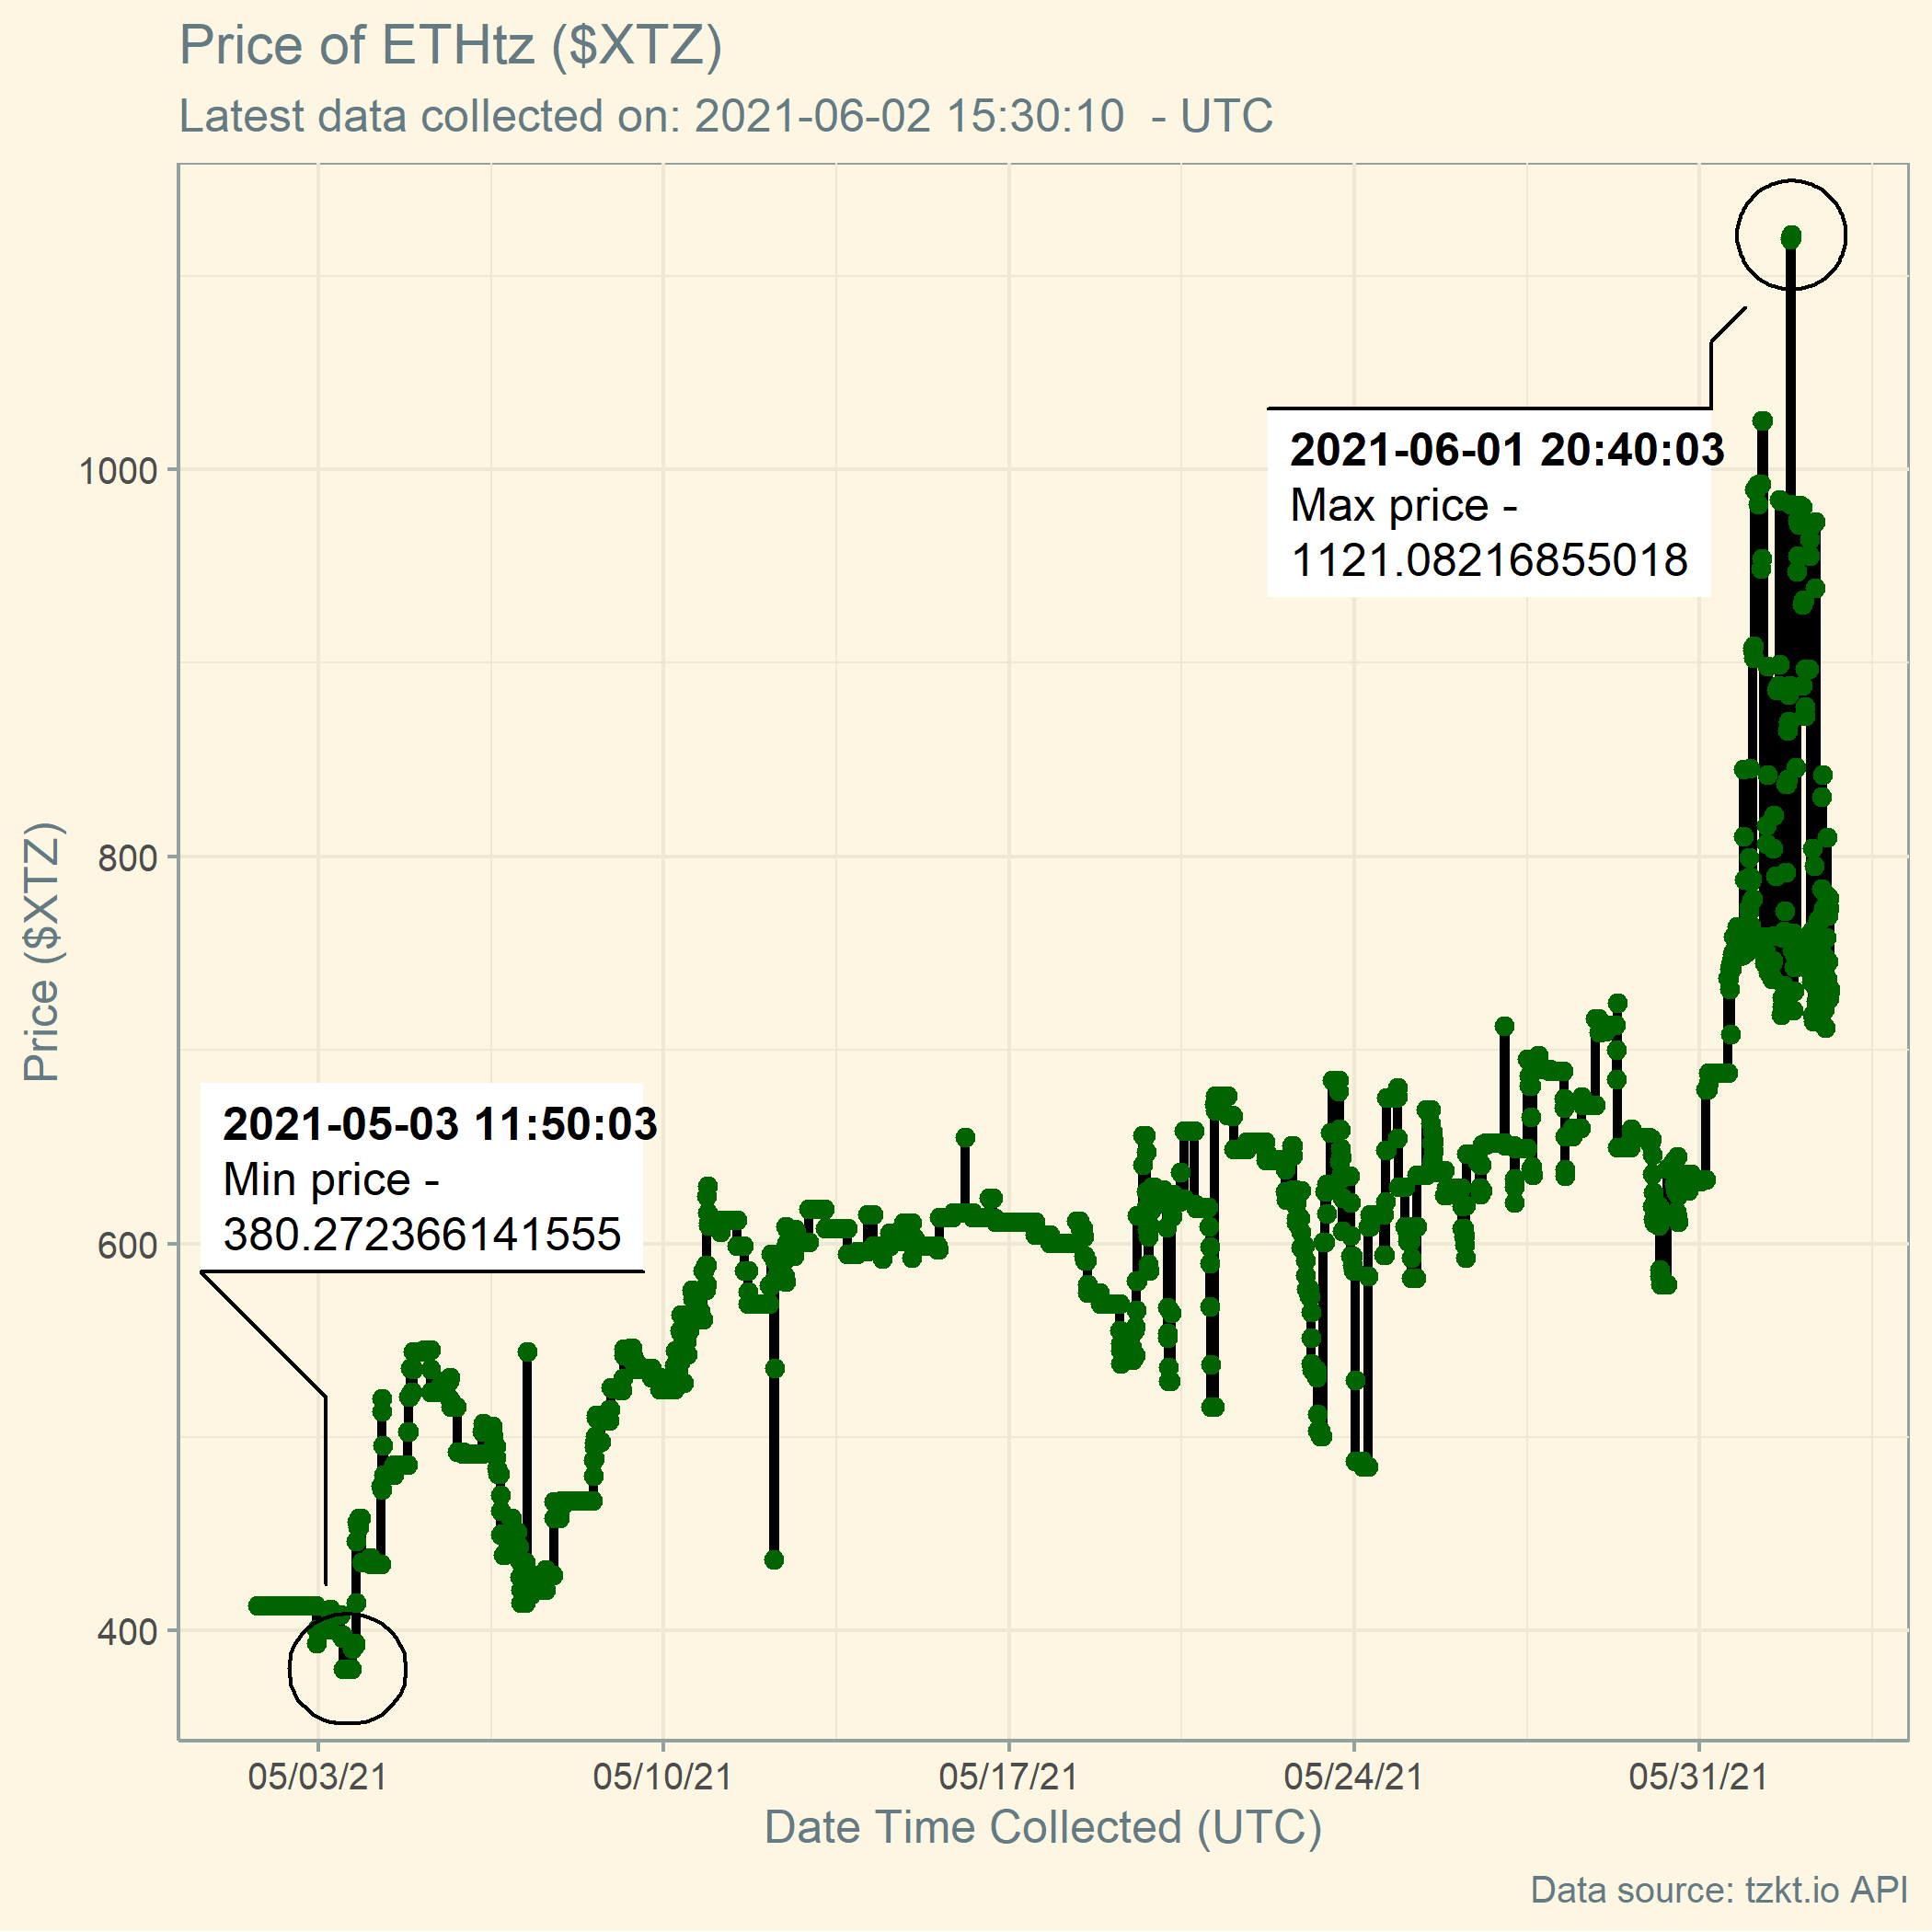 Price of ETHtz ($XTZ)
Latest data collected on: 2021-06-02 15:30:10  - UTC
2021-06-01 20:40:03
Max price -
1121.08216855018
2021-05-03 11:50:03
Min price -
380.272366141555
Price ($XTZ)
1000
800
600
400
05/03/21
05/10/21
05/17/21
05/24/21
05/31/21
Date Time Collected (UTC)
Data source: tzkt.io API